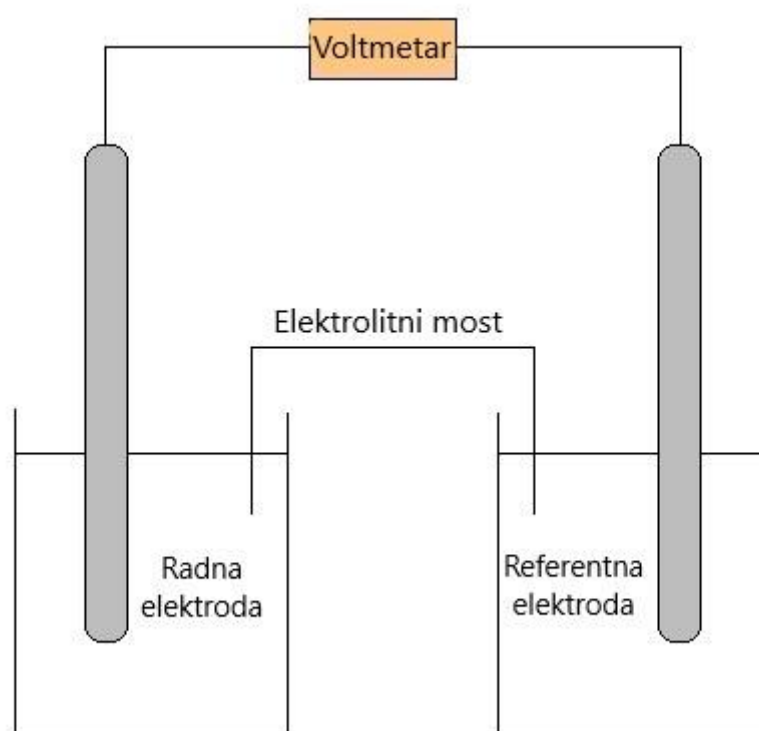 Voltmetar
Elektrolitni most
Radna
elektroda
Referentna
elektroda